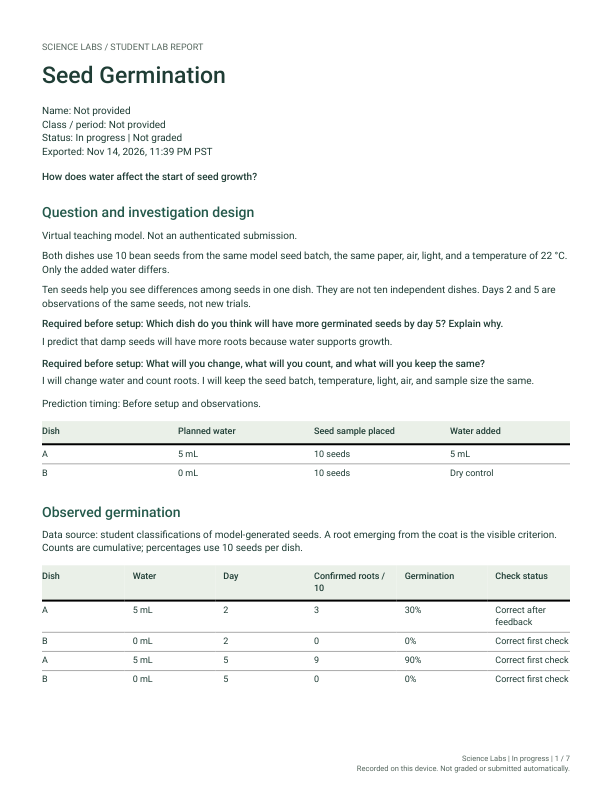 SCIENCE LABS / STUDENT LAB REPORT
Seed Germination
Name: Not provided
Class / period: Not provided
Status: In progress | Not graded
Exported: Nov 14, 2026, 11:39 PM PST
How does water affect the start of seed growth?
Question and investigation design
Virtual teaching model. Not an authenticated submission.
Both dishes use 10 bean seeds from the same model seed batch, the same paper, air, light, and a temperature of 22 °C.
Only the added water differs.
Ten seeds help you see differences among seeds in one dish. They are not ten independent dishes. Days 2 and 5 are
observations of the same seeds, not new trials.
Required before setup: Which dish do you think will have more germinated seeds by day 5? Explain why.
I predict that damp seeds will have more roots because water supports growth.
Required before setup: What will you change, what will you count, and what will you keep the same?
I will change water and count roots. I will keep the seed batch, temperature, light, air, and sample size the same.
Prediction timing: Before setup and observations.
Dish Planned water Seed sample placed Water added
A 5 mL 10 seeds 5 mL
B 0 mL 10 seeds Dry control
Observed germination
Data source: student classifications of model-generated seeds. A root emerging from the coat is the visible criterion.
Counts are cumulative; percentages use 10 seeds per dish.
Dish Water Day Confirmed roots / Germination Check status
10
A 5 mL 2 3 30% Correct after
feedback
B 0 mL 2 0 0% Correct first check
A 5 mL 5 9 90% Correct first check
B 0 mL 5 0 0% Correct first check
Science Labs | In progress | 1 / 7
Recorded on this device. Not graded or submitted automatically.